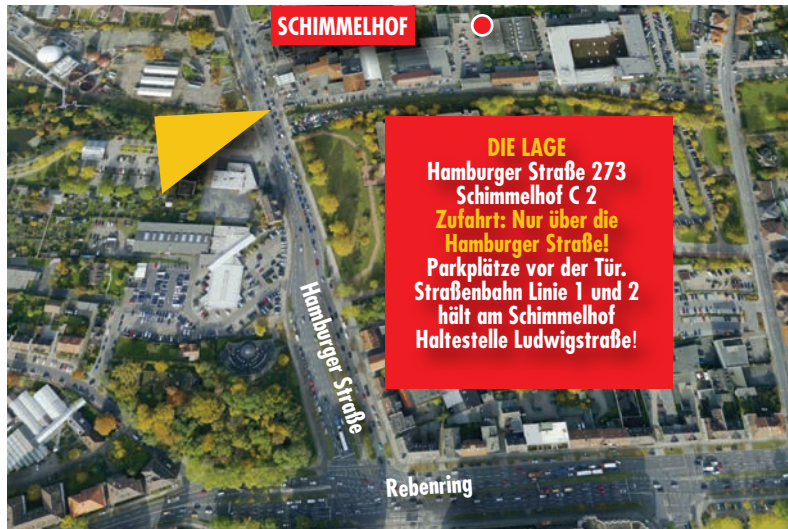 SCHIMMELHOF
DIE LAGE
Hamburger Straße 273
Schimmelhof C 2
Zufahrt: Nur über die
Hamburger Straße!
Parkplätze vor der Tür.
Straßenbahn Linie 1 und 2
hält am Schimmelhof
Haltestelle Ludwigstraße!
Hamburger Straße
Rebenring